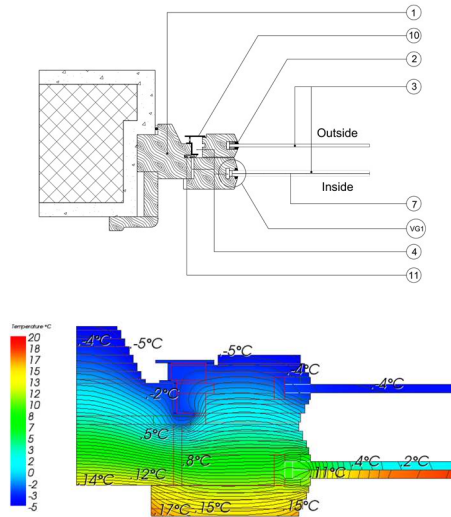 1
10
2
3
Outside
Inside
7
VG1
4
11
Temperature °C
20
18
17
15
13
12
10
8
7
5
3
2
0
-2
-3
-5
-4°C
-5°C
-5°C
-4°C
-2°C
-4°C
.5°C
.8°C
.4°C
.2°C
11°C
.14°C
.12°C
.17°C
.15°C
.15°C